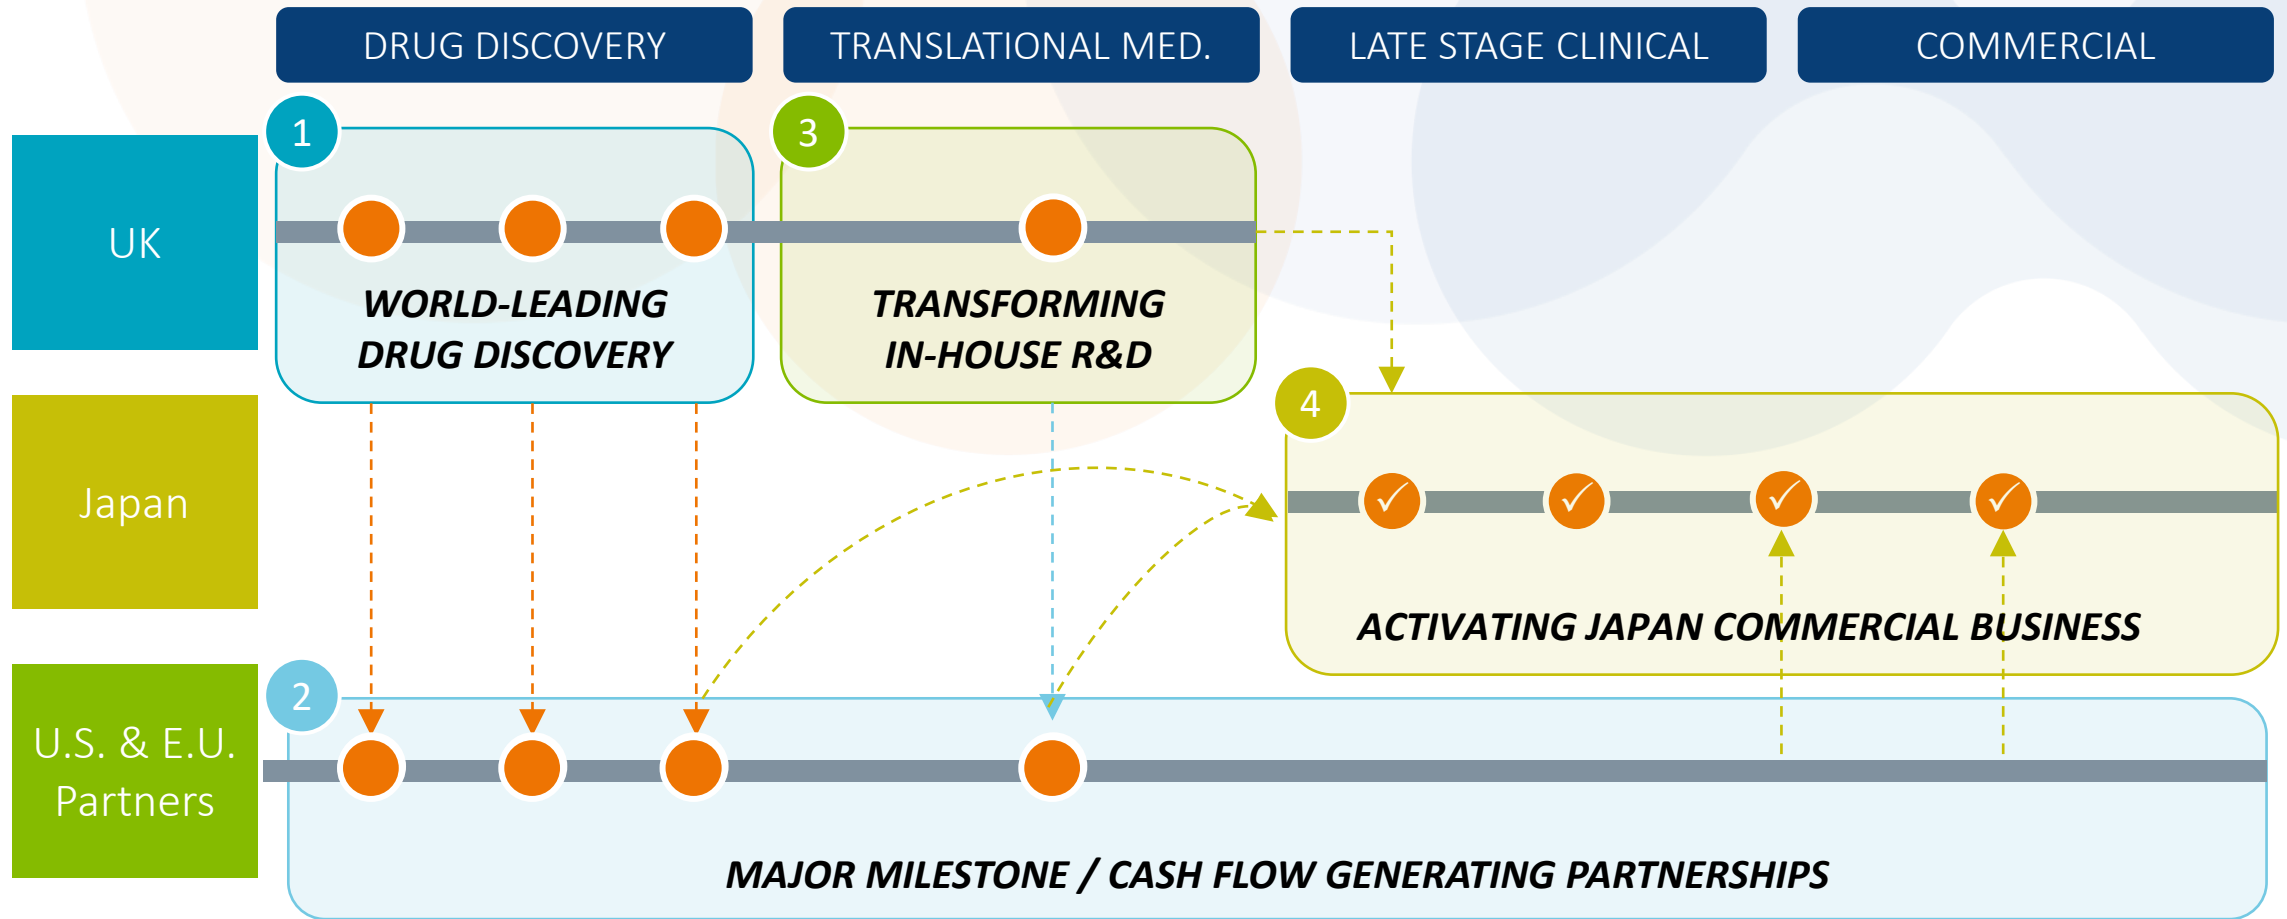 DRUG DISCOVERY
TRANSLATIONAL MED.
LATE STAGE CLINICAL
COMMERCIAL
1
3
UK
WORLD-LEADING
DRUG DISCOVERY
TRANSFORMING
IN-HOUSE R&D
4
Japan
ACTIVATING JAPAN COMMERCIAL BUSINESS
2
U.S. & E.U.
Partners
MAJOR MILESTONE / CASH FLOW GENERATING PARTNERSHIPS